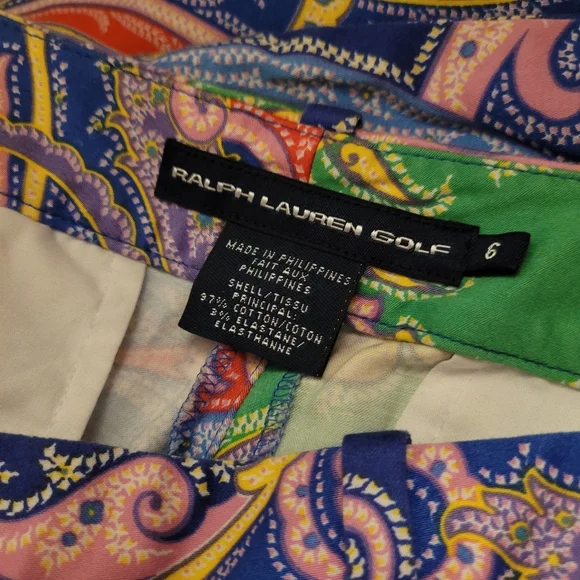 RALPH LAUREN GOLF
6
MADE IN PHILIPPINES
FAIT AUX
PHILIPPINES
SHELL/TISSU
PRINCIPAL:
97% COTTON/COTON
3% ELASTANE/
ELASTHANNE